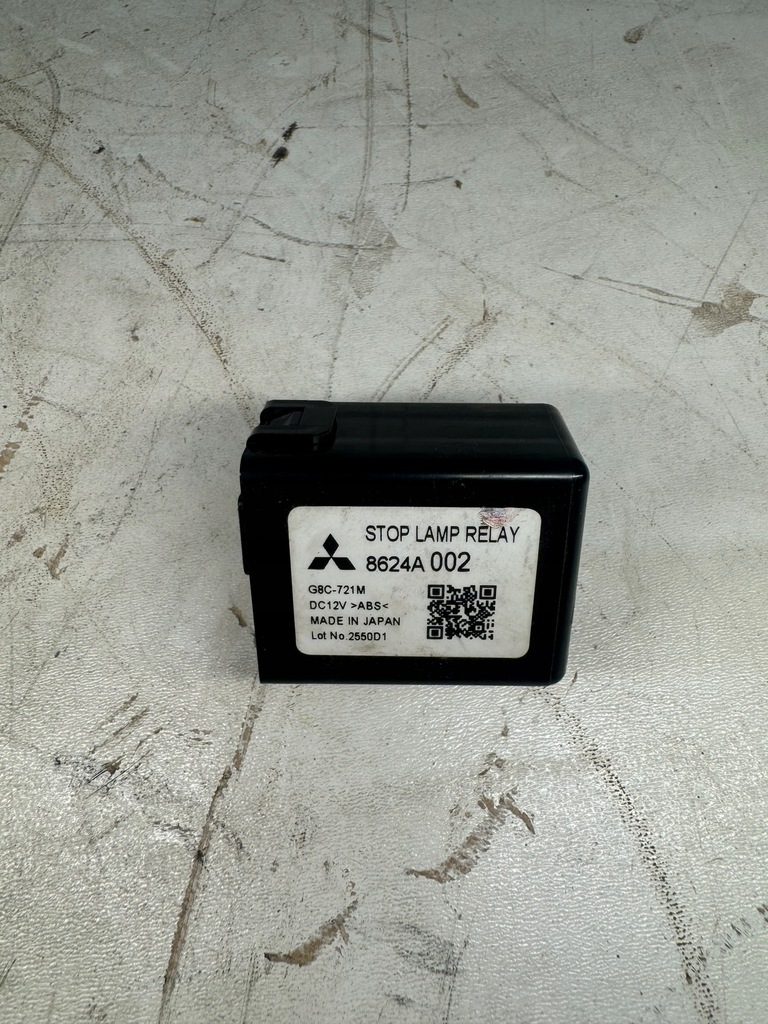 STOP LAMP RELAY
8624A 002
G8C-721M
DC12V >ABS<
MADE IN JAPAN
Lot No.2550D1